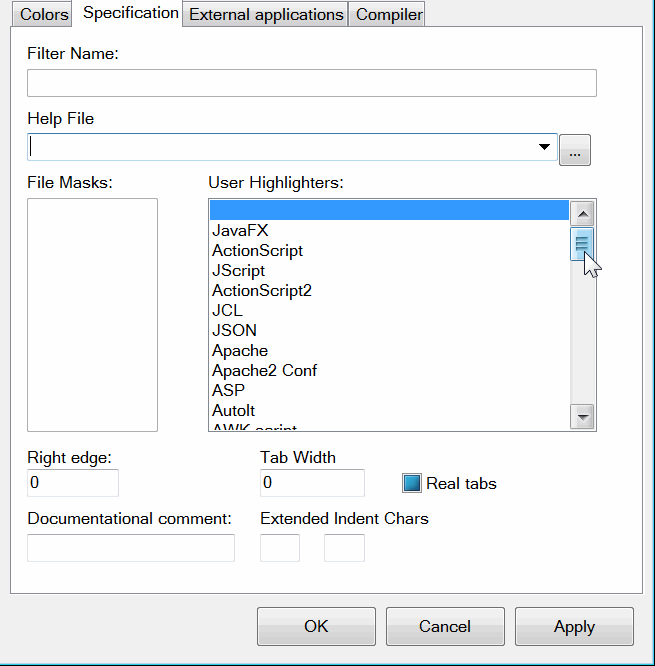 Colors Specification External applications Compiler
Filter Name:
Help File
...
File Masks: User Highlighters:
JavaFX
ActionScript
JScript
ActionScript2
JCL
JSON
Apache
Apache2 Conf
ASP
AutoIt
AWK script
Right edge: Tab Width
0 0 Real tabs
Documentational comment: Extended Indent Chars
OK Cancel Apply